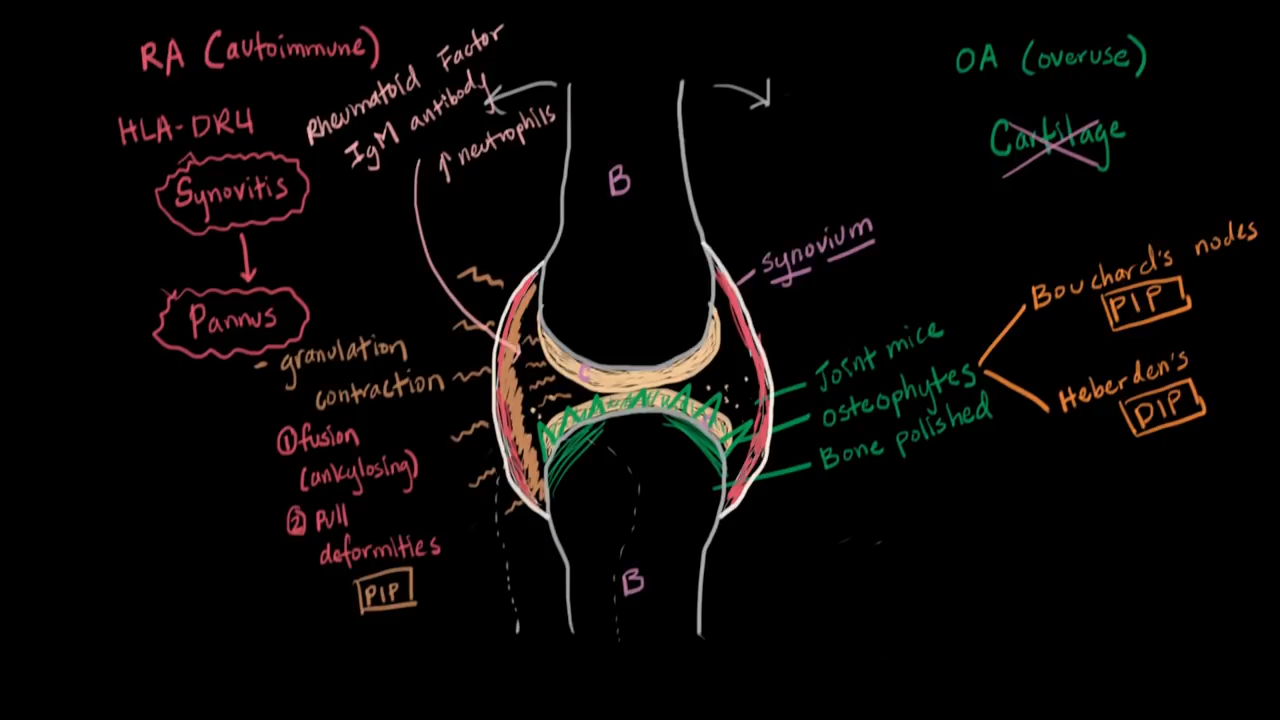 RA (autoimmune)
HLA-DR4
Synovitis
Pannus
- granulation
contraction
① fusion
(ankylosing)
② pull
deformities
PIP
Rheumatoid Factor
IgM antibody
↑ neutrophils
B
C
B
synovium
OA (overuse)
Cartilage
Joint mice
osteophytes
Bone polished
Bouchard's nodes
PIP
Heberden's
DIP